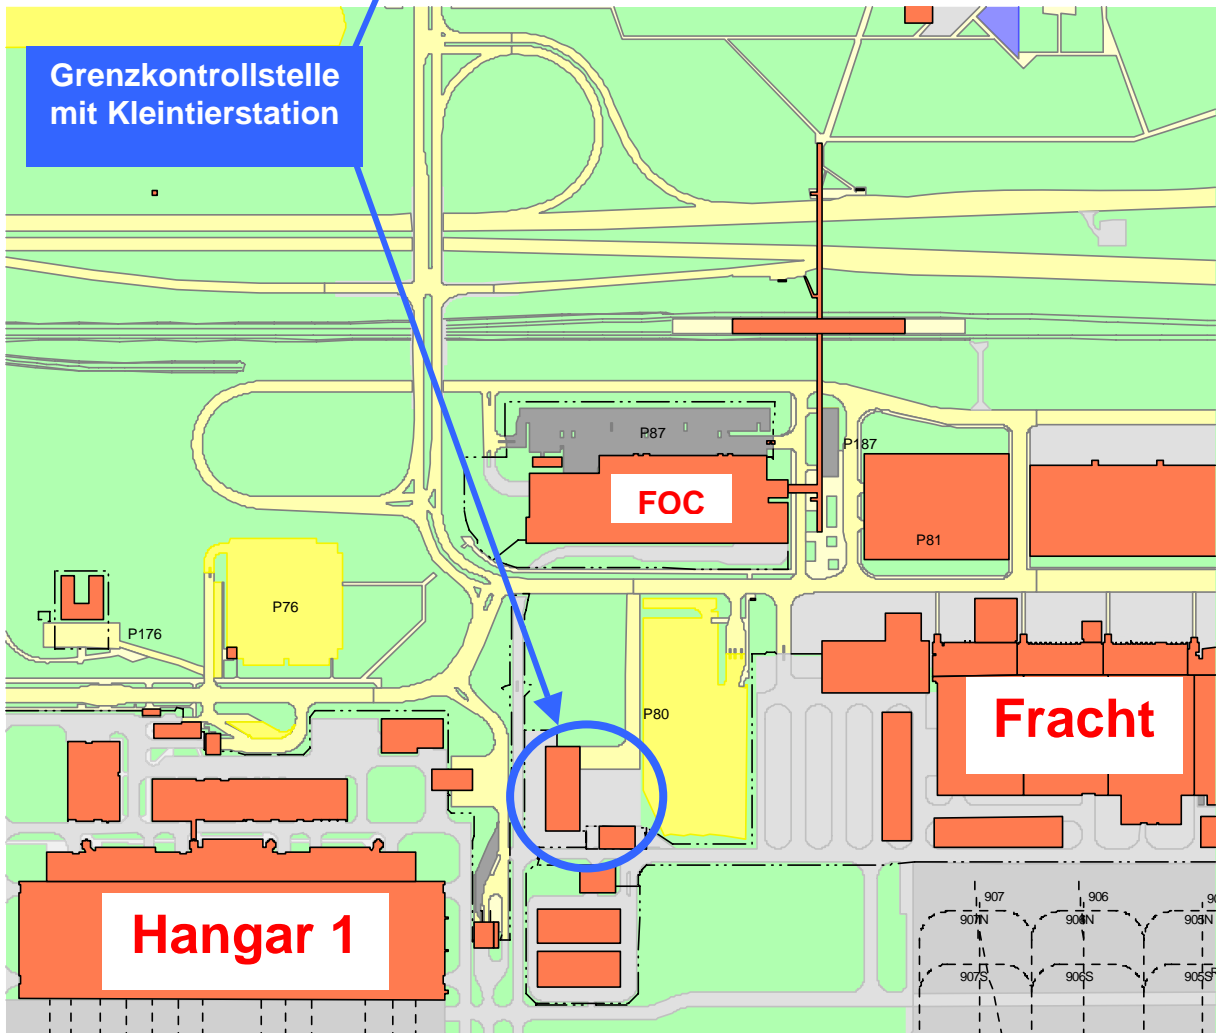 Grenzkontrollstelle
mit Kleintierstation
P87
P187
FOC
P81
P76
P176
P80
Fracht
Hangar 1
907
906
907N
906N
905N
907S
906S
905S